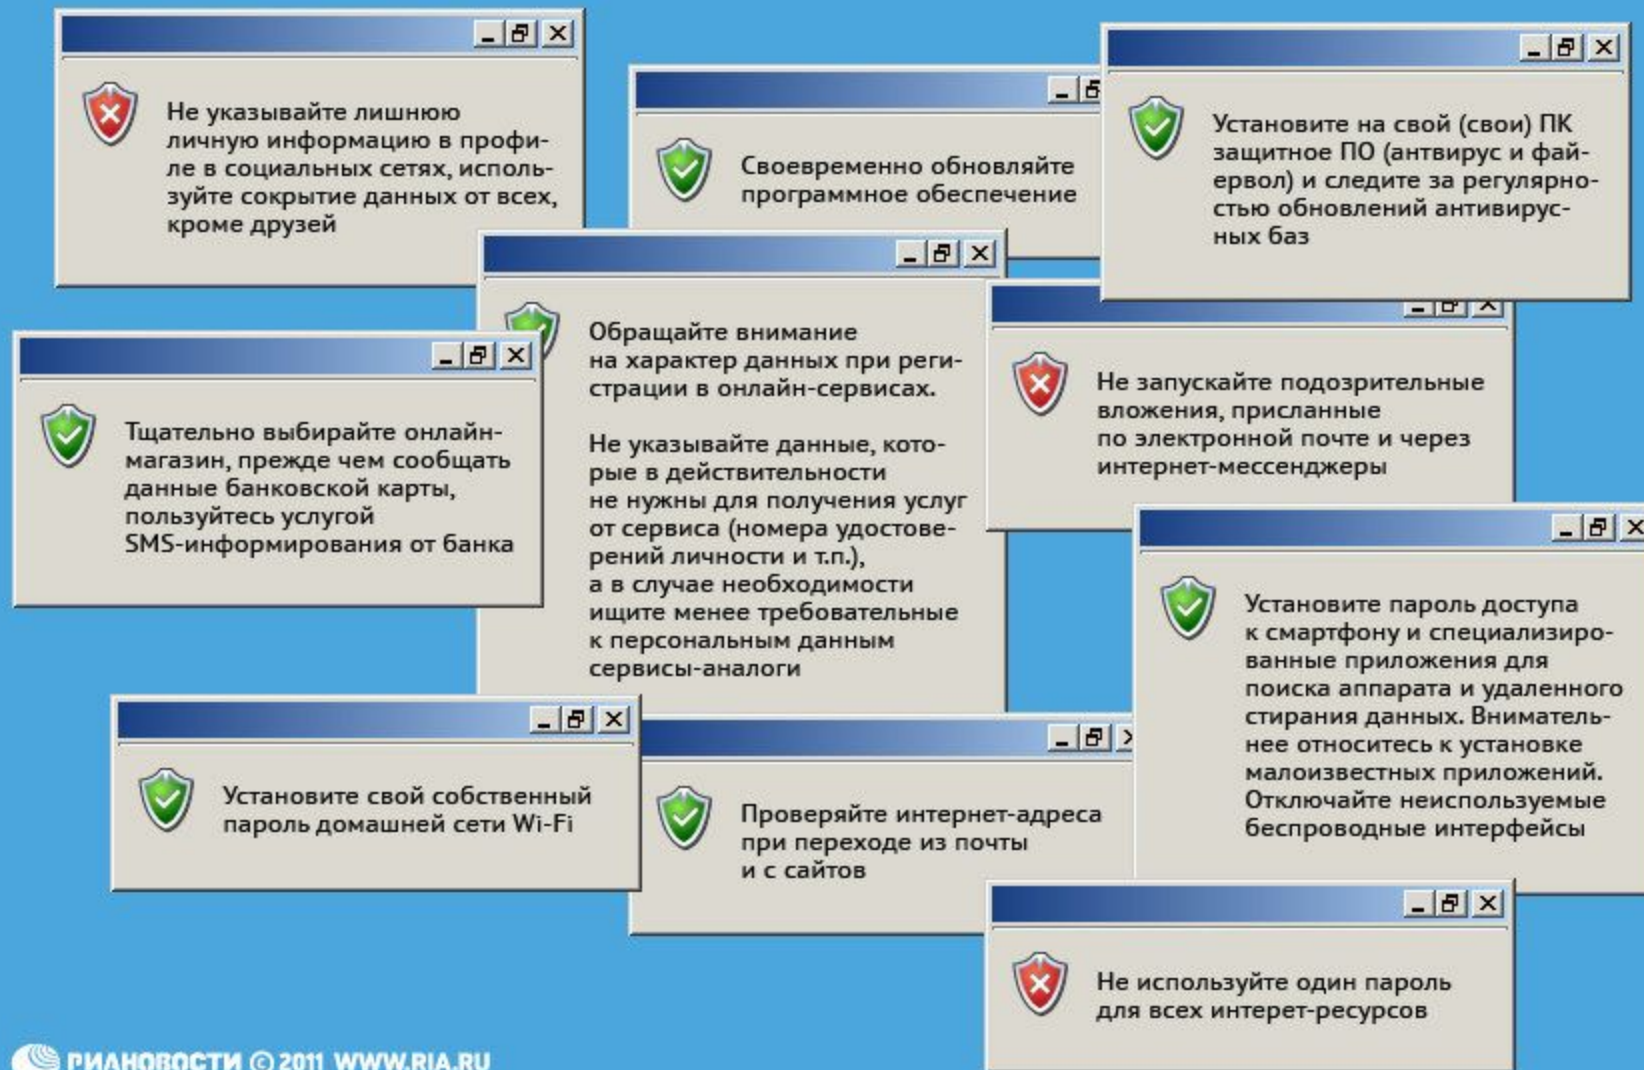 Не указывайте лишнюю
личную информацию в профи-
ле в социальных сетях, исполь-
зуйте сокрытие данных от всех,
кроме друзей
Своевременно обновляйте
программное обеспечение
Установите на свой (свои) ПК
защитное ПО (антвирус и фай-
ервол) и следите за регулярно-
стью обновлений антивирус-
ных баз
Тщательно выбирайте онлайн-
магазин, прежде чем сообщать
данные банковской карты,
пользуйтесь услугой
SMS-информирования от банка
Обращайте внимание
на характер данных при реги-
страции в онлайн-сервисах.
Не указывайте данные, кото-
рые в действительности
не нужны для получения услуг
от сервиса (номера удостове-
рений личности и т.п.),
а в случае необходимости
ищите менее требовательные
к персональным данным
сервисы-аналоги
Не запускайте подозрительные
вложения, присланные
по электронной почте и через
интернет-мессенджеры
Установите пароль доступа
к смартфону и специализиро-
ванные приложения для
поиска аппарата и удаленного
стирания данных. Вниматель-
нее относитесь к установке
малоизвестных приложений.
Отключайте неиспользуемые
беспроводные интерфейсы
Установите свой собственный
пароль домашней сети Wi-Fi
Проверяйте интернет-адреса
при переходе из почты
и с сайтов
Не используйте один пароль
для всех интерет-ресурсов
РИАНОВОСТИ © 2011 WWW.RIA.RU